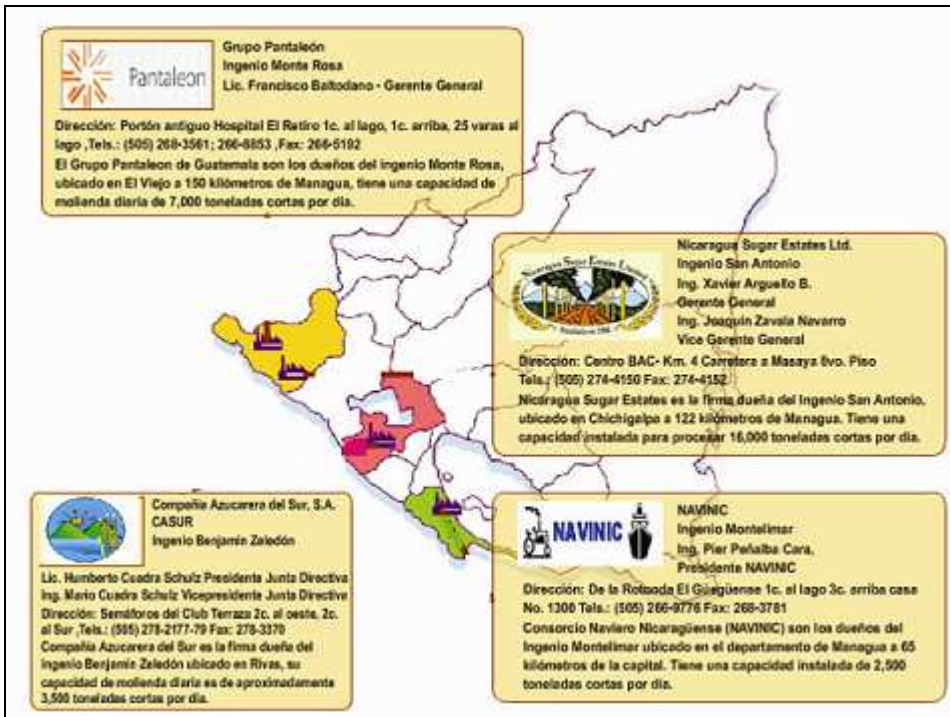 Pantaleon
Grupo Pantaleón
Ingenio Monte Rosa
Lic. Francisco Baltodano - Gerente General
Dirección: Portón antiguo Hospital El Retiro 1c. al lago, 1c. arriba, 25 varas al
lago ,Tels.: (505) 268-3561; 266-8853 ,Fax: 266-5192
El Grupo Pantaleon de Guatemala son los dueños del ingenio Monte Rosa,
ubicado en El Viejo a 150 kilómetros de Managua, tiene una capacidad de
molienda diaria de 7,000 toneladas cortas por día.
Nicaragua Sugar Estates Limited
Nicaragua Sugar Estates Ltd.
Ingenio San Antonio
Ing. Xavier Arguello B.
Gerente General
Ing. Joaquín Zavala Navarro
Vice Gerente General
Dirección: Centro BAC- Km. 4 Carretera a Masaya 8vo. Piso
Tels.: (505) 274-4150 Fax: 274-4152
Nicaragua Sugar Estates es la firma dueña del Ingenio San Antonio,
ubicado en Chichigalpa a 122 kilómetros de Managua. Tiene una
capacidad instalada para procesar 16,000 toneladas cortas por día.
Compañía Azucarera del Sur, S.A.
CASUR
Ingenio Benjamín Zeledón
Lic. Humberto Cuadra Schulz Presidente Junta Directiva
Ing. Mario Cuadra Schulz Vicepresidente Junta Directiva
Dirección: Semáforos del Club Terraza 2c. al oeste, 2c.
al Sur ,Tels.: (505) 278-2177-79 Fax: 278-3370
Compañía Azucarera del Sur es la firma dueña del
ingenio Benjamín Zeledón ubicado en Rivas, su
capacidad de molienda diaria es de aproximadamente
3,500 toneladas cortas por día.
NAVINIC
NAVINIC
Ingenio Montelimar
Ing. Pier Peñalba Cara,
Presidente NAVINIC
Dirección: De la Rotonda El Güegüense 1c. al lago 3c. arriba casa
No. 1300 Tels.: (505) 266-9776 Fax: 268-3781
Consorcio Naviero Nicaragüense (NAVINIC) son los dueños del
Ingenio Montelimar ubicado en el departamento de Managua a 65
kilómetros de la capital. Tiene una capacidad instalada de 2,500
toneladas cortas por día.